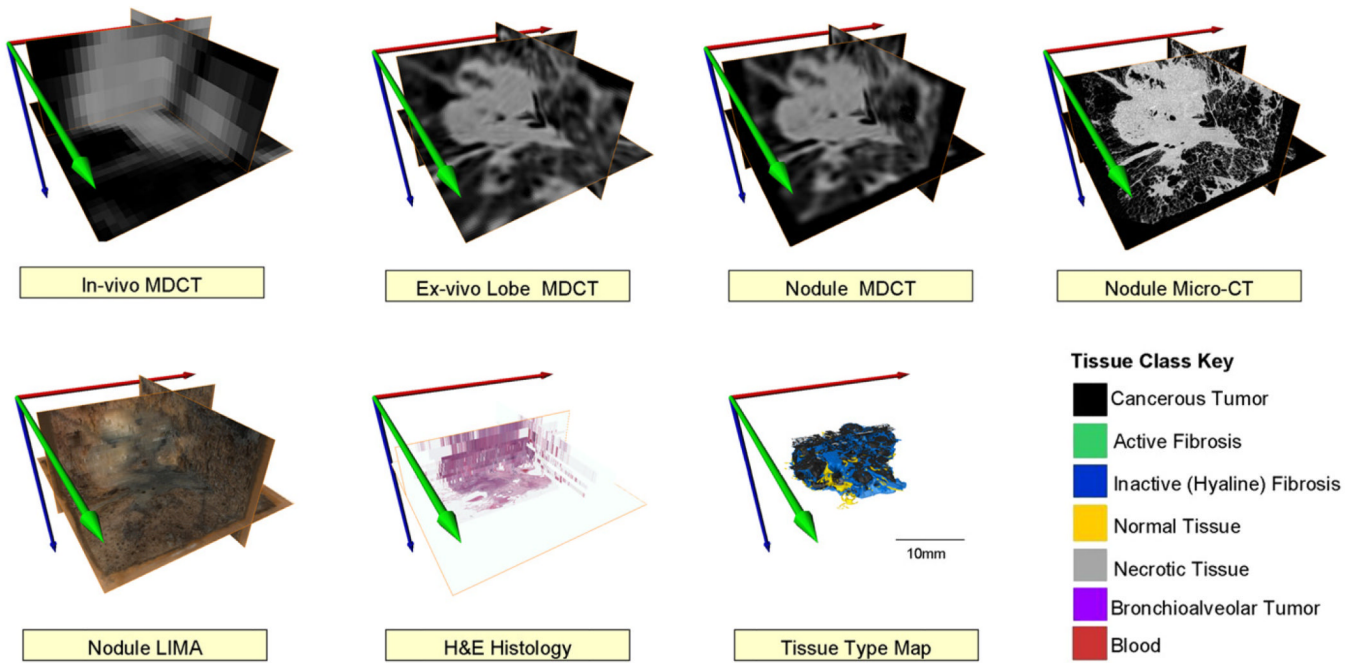 In-vivo MDCT
Ex-vivo Lobe MDCT
Nodule MDCT
Nodule Micro-CT
Tissue Class Key
Cancerous Tumor
Active Fibrosis
Inactive (Hyaline) Fibrosis
Normal Tissue
Necrotic Tissue
Bronchioalveolar Tumor
Blood
10mm
Nodule LIMA
H&E Histology
Tissue Type Map